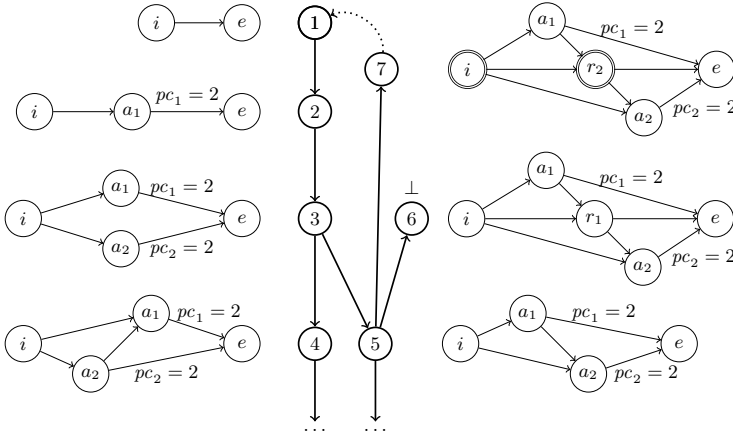 i e 1 7 a₁ pc₁ = 2 i r₂ e a₂ pc₂ = 2
i a₁ pc₁ = 2 e 2
a₁ pc₁ = 2 i e a₂ pc₂ = 2 3 ⊥ 6 a₁ pc₁ = 2 i r₁ e a₂ pc₂ = 2
a₁ pc₁ = 2 i e a₂ pc₂ = 2 4 5 a₁ pc₁ = 2 i e a₂ pc₂ = 2
... ...